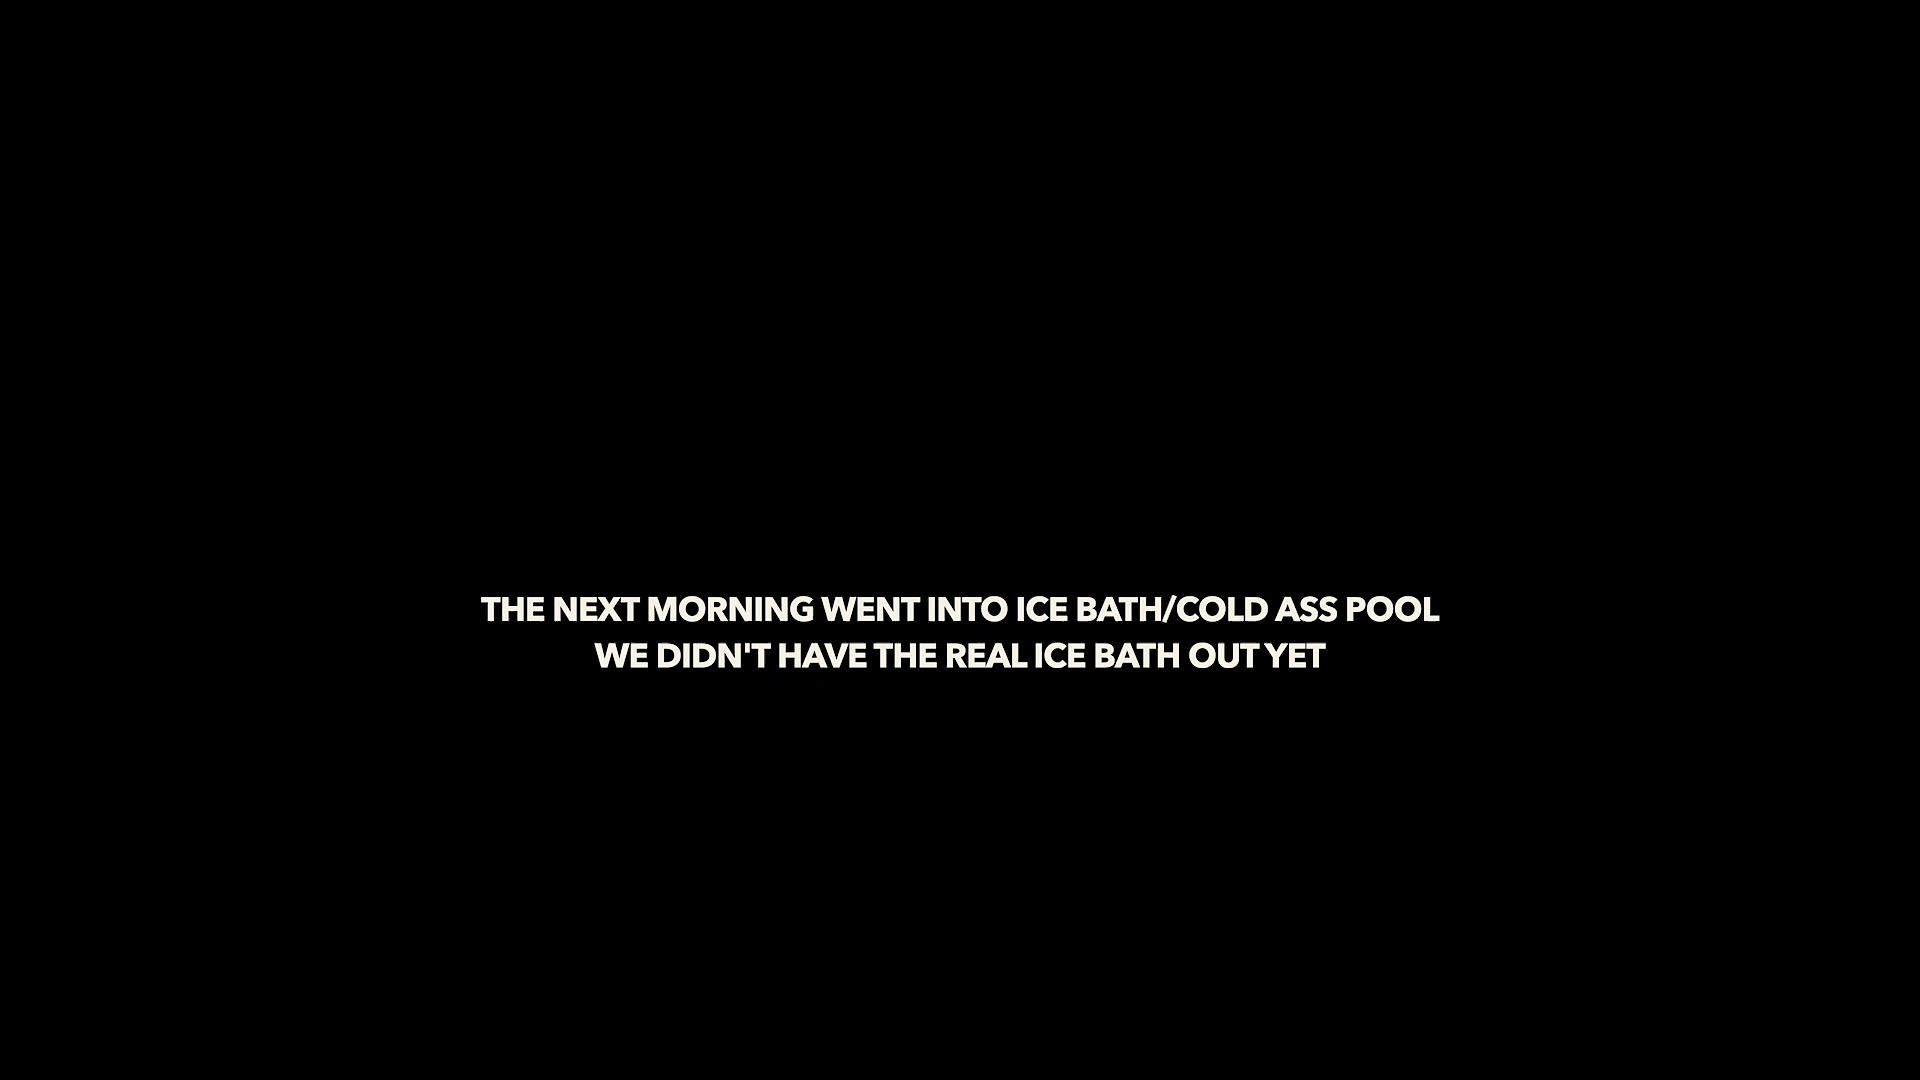 THE NEXT MORNING WENT INTO ICE BATH/COLD ASS POOL
WE DIDN'T HAVE THE REAL ICE BATH OUT YET